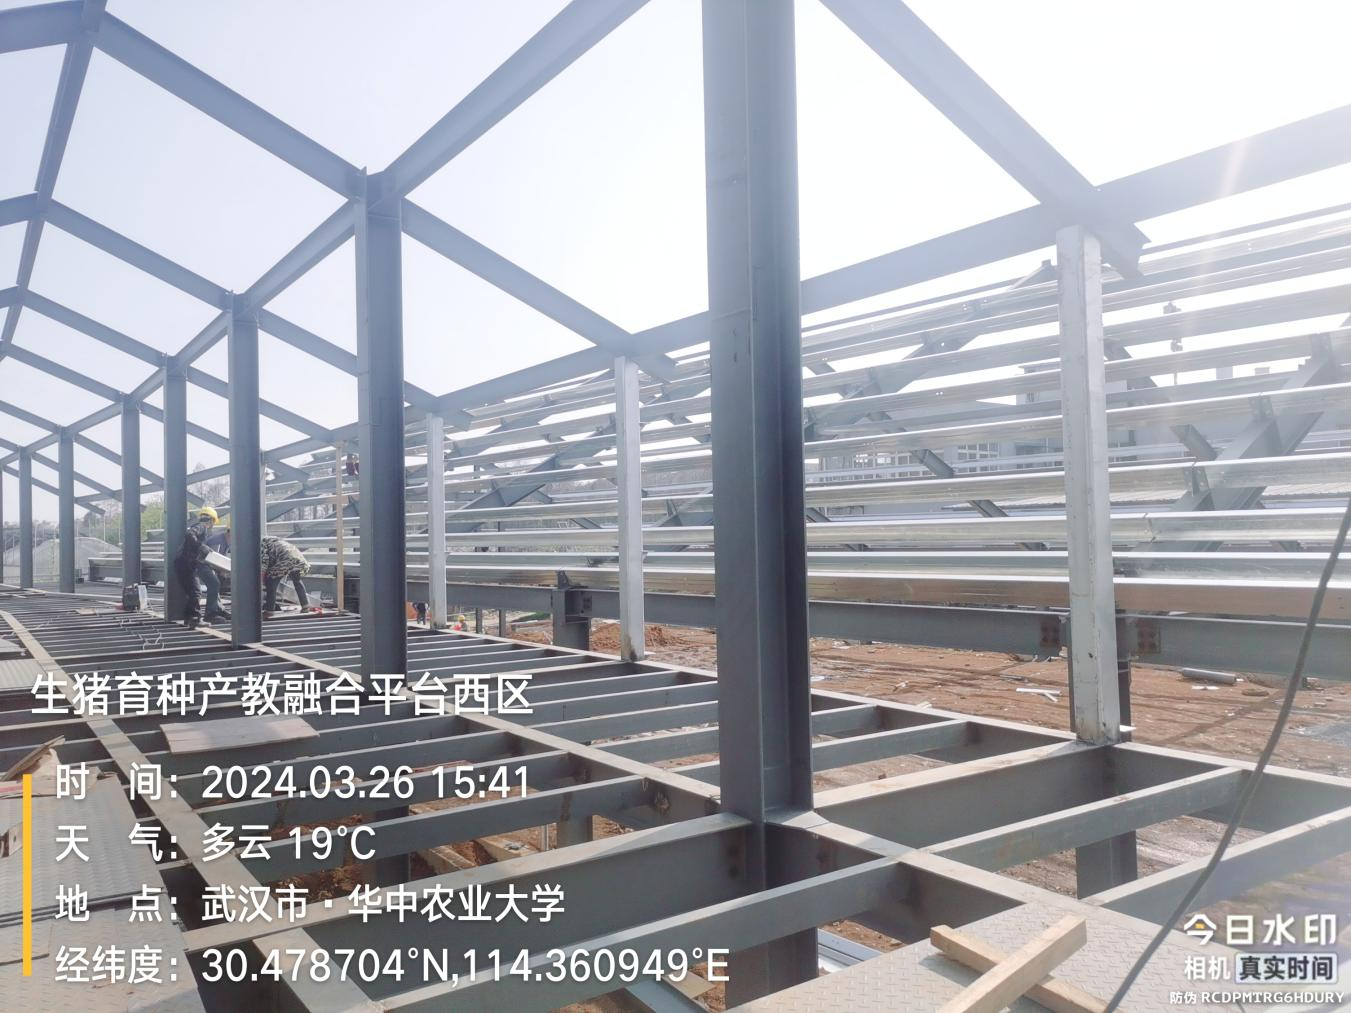 生猪育种产教融合平台西区
时 间：2024.03.26 15:41
天 气：多云 19°C
地 点：武汉市·华中农业大学
经纬度：30.478704°N,114.360949°E
今日水印
相机 真实时间
防伪 RCDPMTRG6HDURY